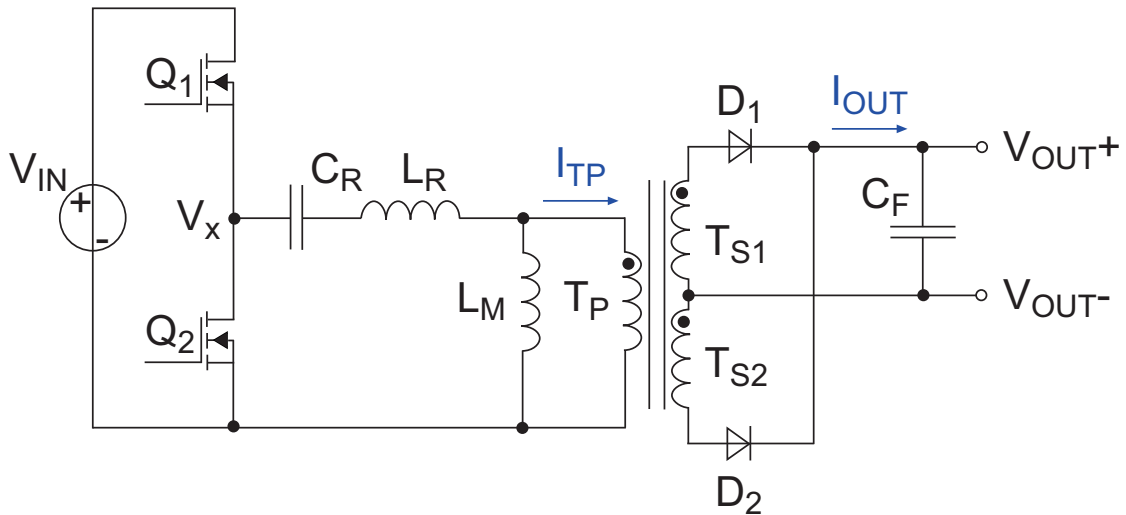 Q1
D1
IOUT
VOUT+
VIN
+
-
CR
LR
ITP
CF
Vx
TS1
LM
TP
VOUT-
Q2
TS2
D2